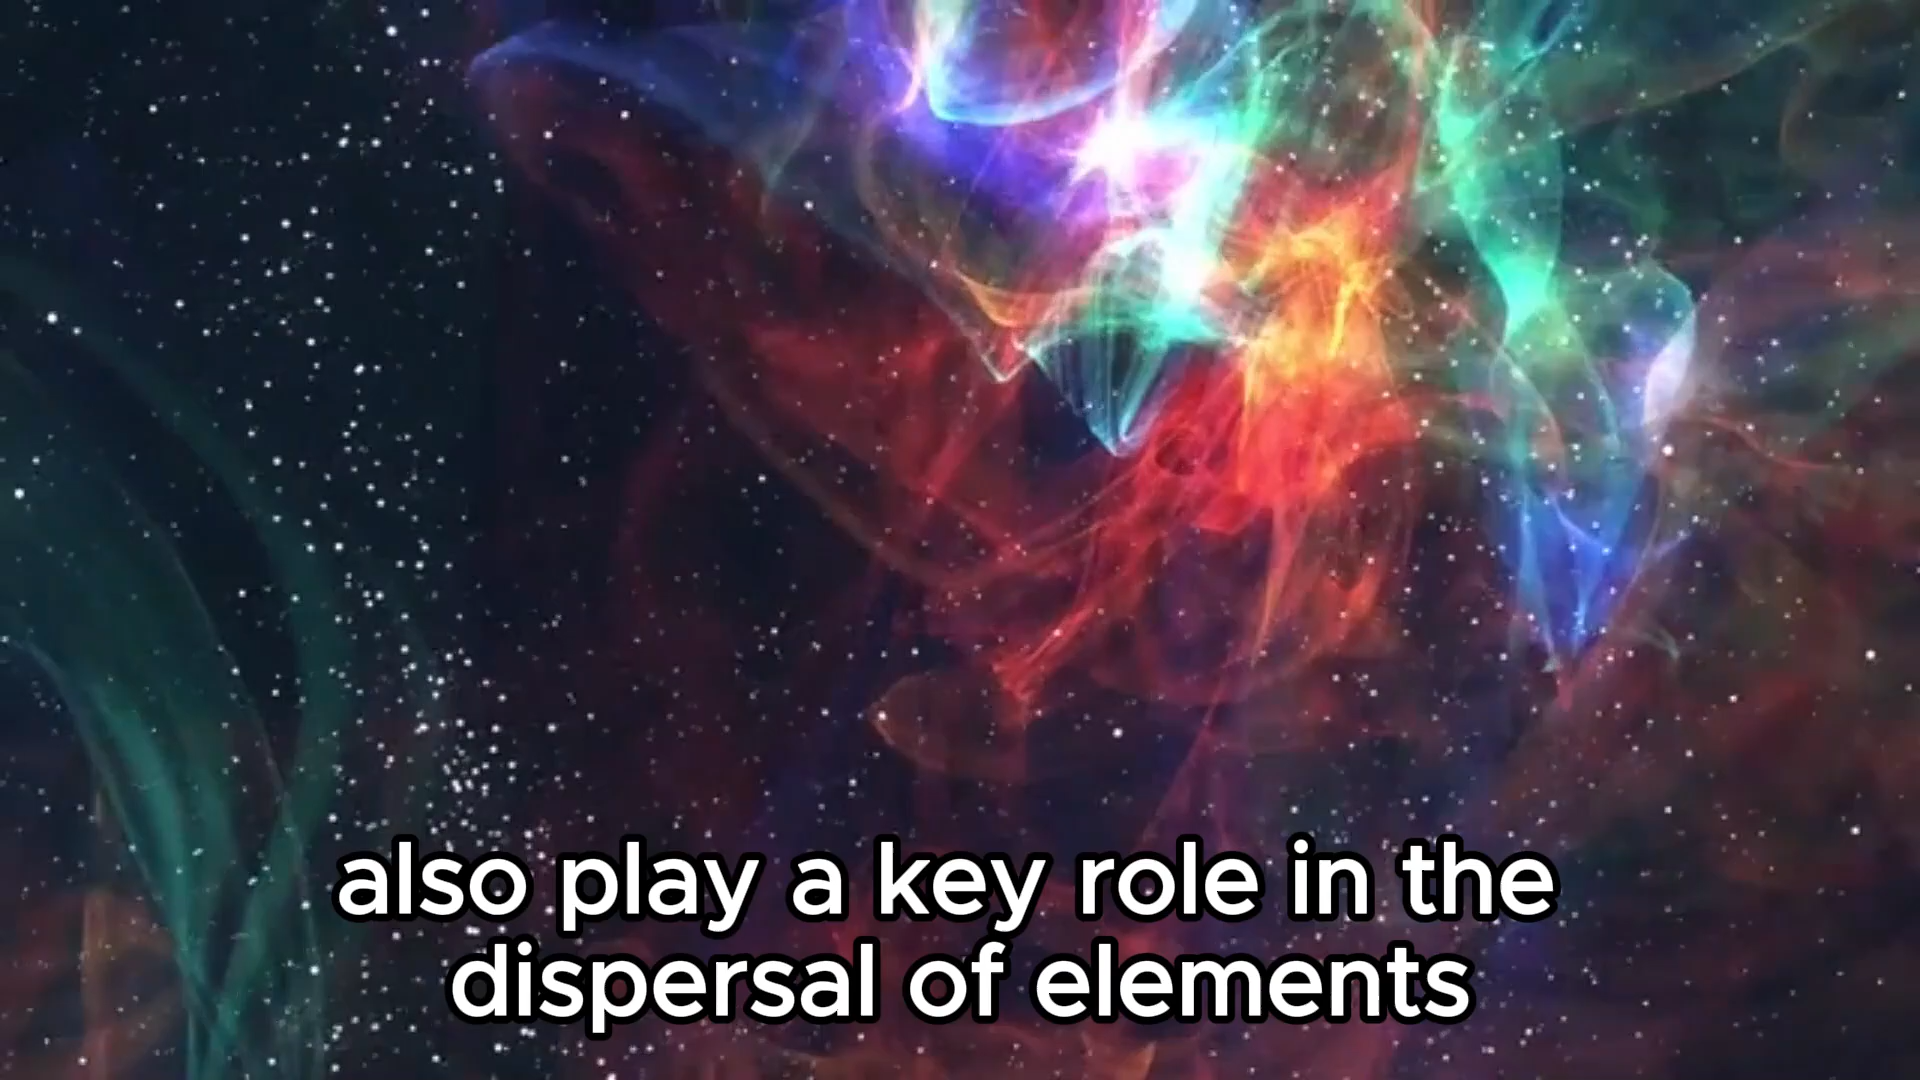 also play a key role in the
dispersal of elements